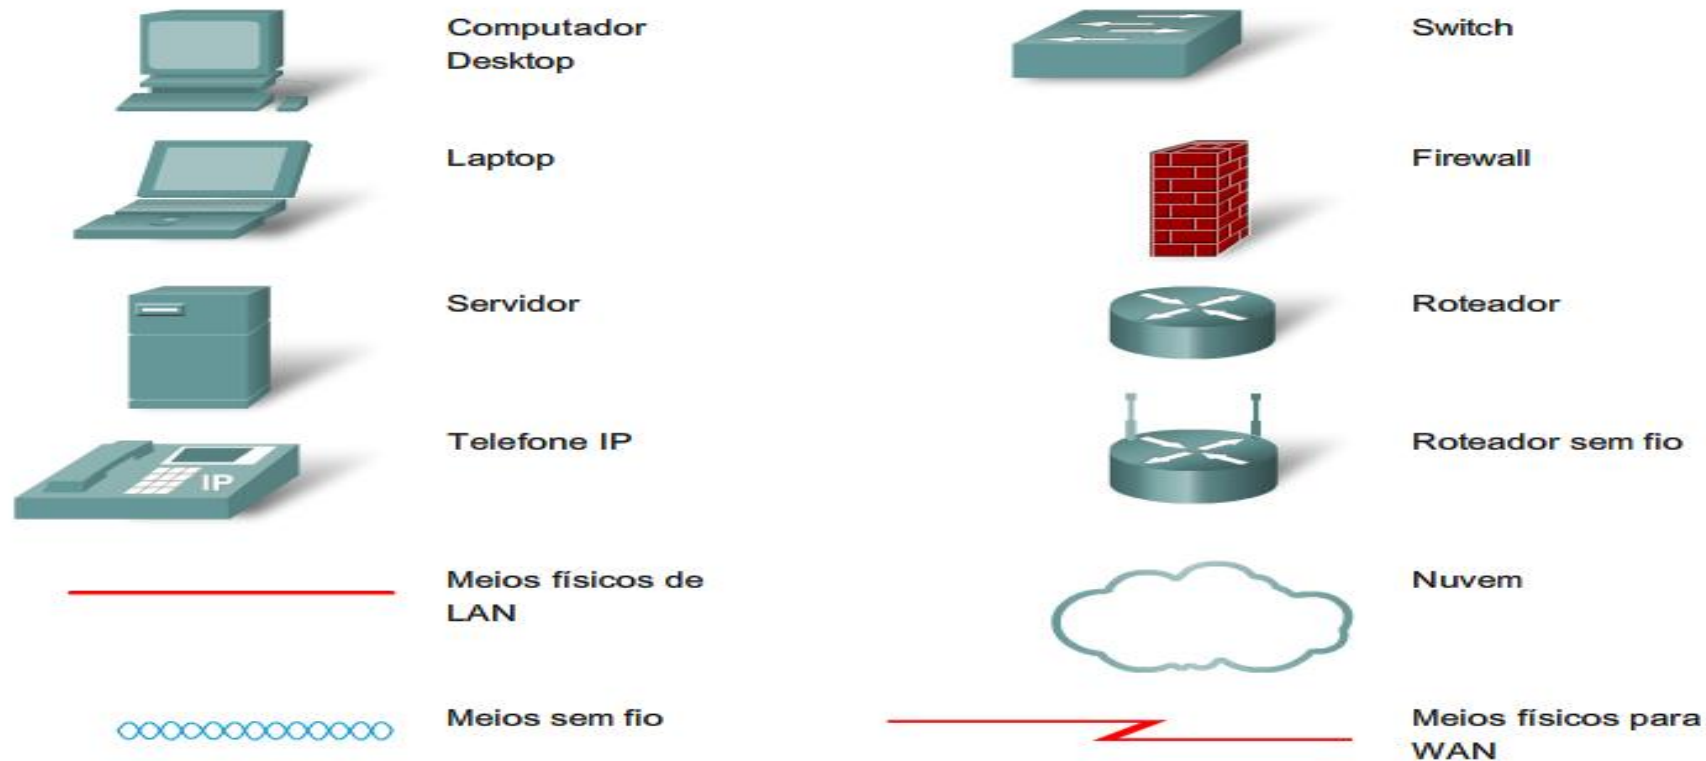 Computador
Desktop
Switch
Laptop
Firewall
Servidor
Roteador
Telefone IP
IP
Roteador sem fio
Meios físicos de
LAN
Nuvem
Meios sem fio
Meios físicos para
WAN